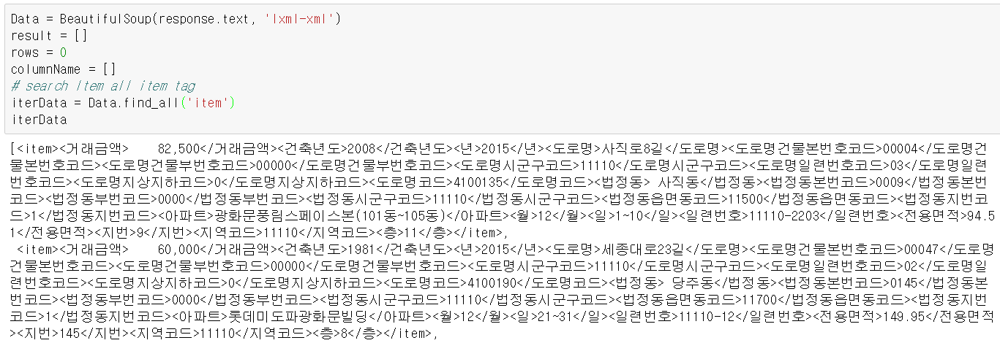 Data = BeautifulSoup(response.text, 'lxml-xml')
result = []
rows = 0
columnName = []
# search Item all item tag
iterData = Data.find_all('item')
iterData
[<item><거래금액>    82,500</거래금액><건축년도>2008</건축년도><년>2015</년><도로명>사직로8길</도로명><도로명건물본번호코드>00004</도로명건
물본번호코드><도로명건물부번호코드>00000</도로명건물부번호코드><도로명시군구코드>11110</도로명시군구코드><도로명일련번호코드>03</도로명일련
번호코드><도로명지상지하코드>0</도로명지상지하코드><도로명코드>4100135</도로명코드><법정동> 사직동</법정동><법정동본번코드>0009</법정동본번
코드><법정동부번코드>0000</법정동부번코드><법정동시군구코드>11110</법정동시군구코드><법정동읍면동코드>11500</법정동읍면동코드><법정동지번코
드>1</법정동지번코드><아파트>광화문풍림스페이스본(101동~105동)</아파트><월>12</월><일>1~10</일><일련번호>11110-2203</일련번호><전용면적>94.5
1</전용면적><지번>9</지번><지역코드>11110</지역코드><층>11</층></item>,
 <item><거래금액>    60,000</거래금액><건축년도>1981</건축년도><년>2015</년><도로명>세종대로23길</도로명><도로명건물본번호코드>00047</도로명
건물본번호코드><도로명건물부번호코드>00000</도로명건물부번호코드><도로명시군구코드>11110</도로명시군구코드><도로명일련번호코드>02</도로명일
련번호코드><도로명지상지하코드>0</도로명지상지하코드><도로명코드>4100190</도로명코드><법정동> 당주동</법정동><법정동본번코드>0145</법정동본
번코드><법정동부번코드>0000</법정동부번코드><법정동시군구코드>11110</법정동시군구코드><법정동읍면동코드>11700</법정동읍면동코드><법정동지번
코드>1</법정동지번코드><아파트>롯데미도파광화문빌딩</아파트><월>12</월><일>21~31</일><일련번호>11110-12</일련번호><전용면적>149.95</전용면적
><지번>145</지번><지역코드>11110</지역코드><층>8</층></item>,